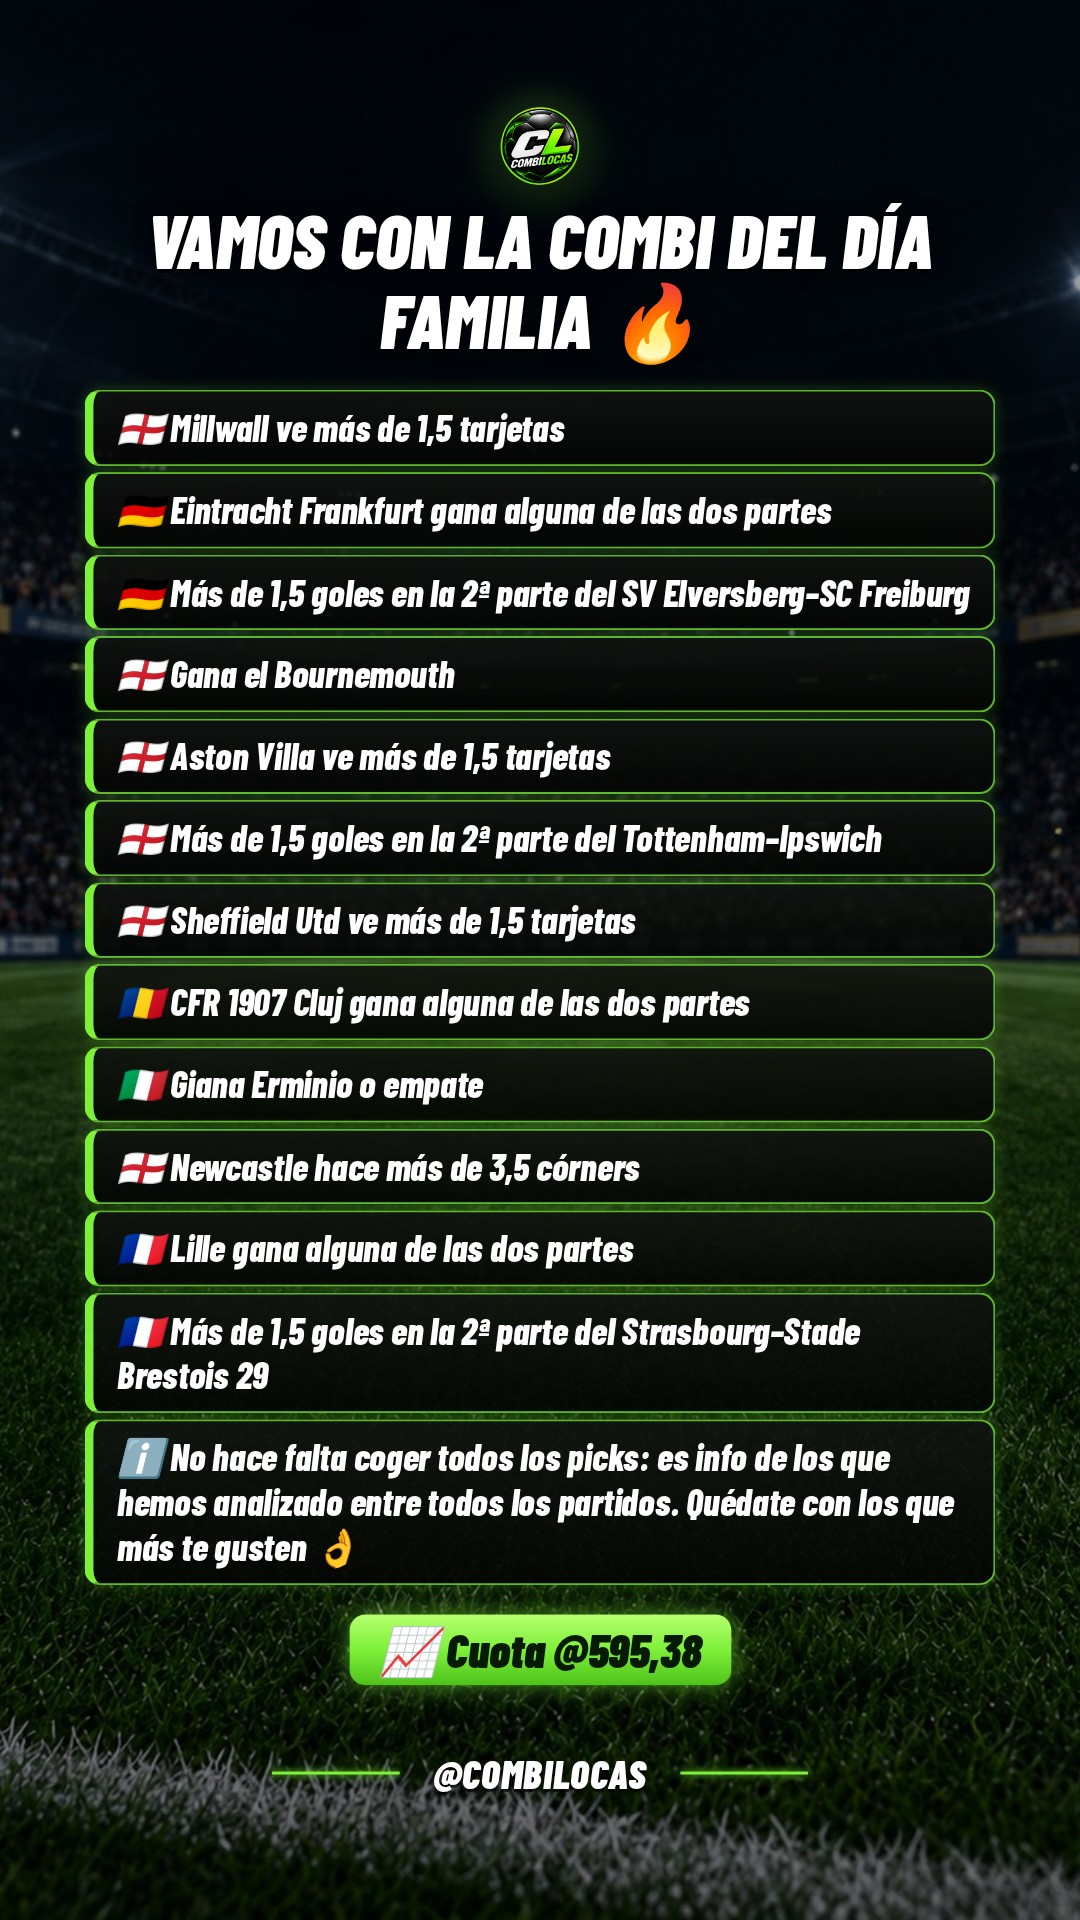 CL
COMBILOCAS
VAMOS CON LA COMBI DEL DÍA
FAMILIA 🔥
🏴󠁧󠁢󠁥󠁮󠁧󠁿Millwall ve más de 1,5 tarjetas
🇩🇪Eintracht Frankfurt gana alguna de las dos partes
🇩🇪Más de 1,5 goles en la 2ª parte del SV Elversberg–SC Freiburg
🏴󠁧󠁢󠁥󠁮󠁧󠁿Gana el Bournemouth
🏴󠁧󠁢󠁥󠁮󠁧󠁿Aston Villa ve más de 1,5 tarjetas
🏴󠁧󠁢󠁥󠁮󠁧󠁿Más de 1,5 goles en la 2ª parte del Tottenham–Ipswich
🏴󠁧󠁢󠁥󠁮󠁧󠁿Sheffield Utd ve más de 1,5 tarjetas
🇷🇴CFR 1907 Cluj gana alguna de las dos partes
🇮🇹Giana Erminio o empate
🏴󠁧󠁢󠁥󠁮󠁧󠁿Newcastle hace más de 3,5 córners
🇫🇷Lille gana alguna de las dos partes
🇫🇷Más de 1,5 goles en la 2ª parte del Strasbourg–Stade
Brestois 29
ℹ️No hace falta coger todos los picks: es info de los que
hemos analizado entre todos los partidos. Quédate con los que
más te gusten 👌
📈Cuota @595,38
@COMBILOCAS